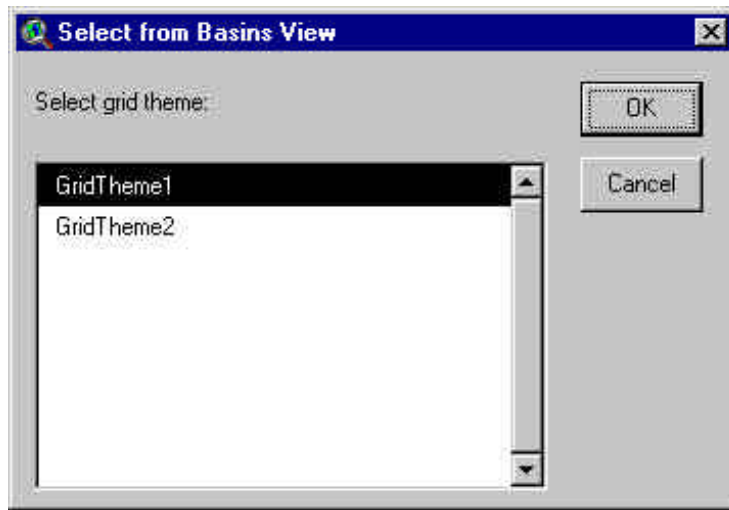 Select from Basins View
Select grid theme:
OK
GridTheme1
Cancel
GridTheme2